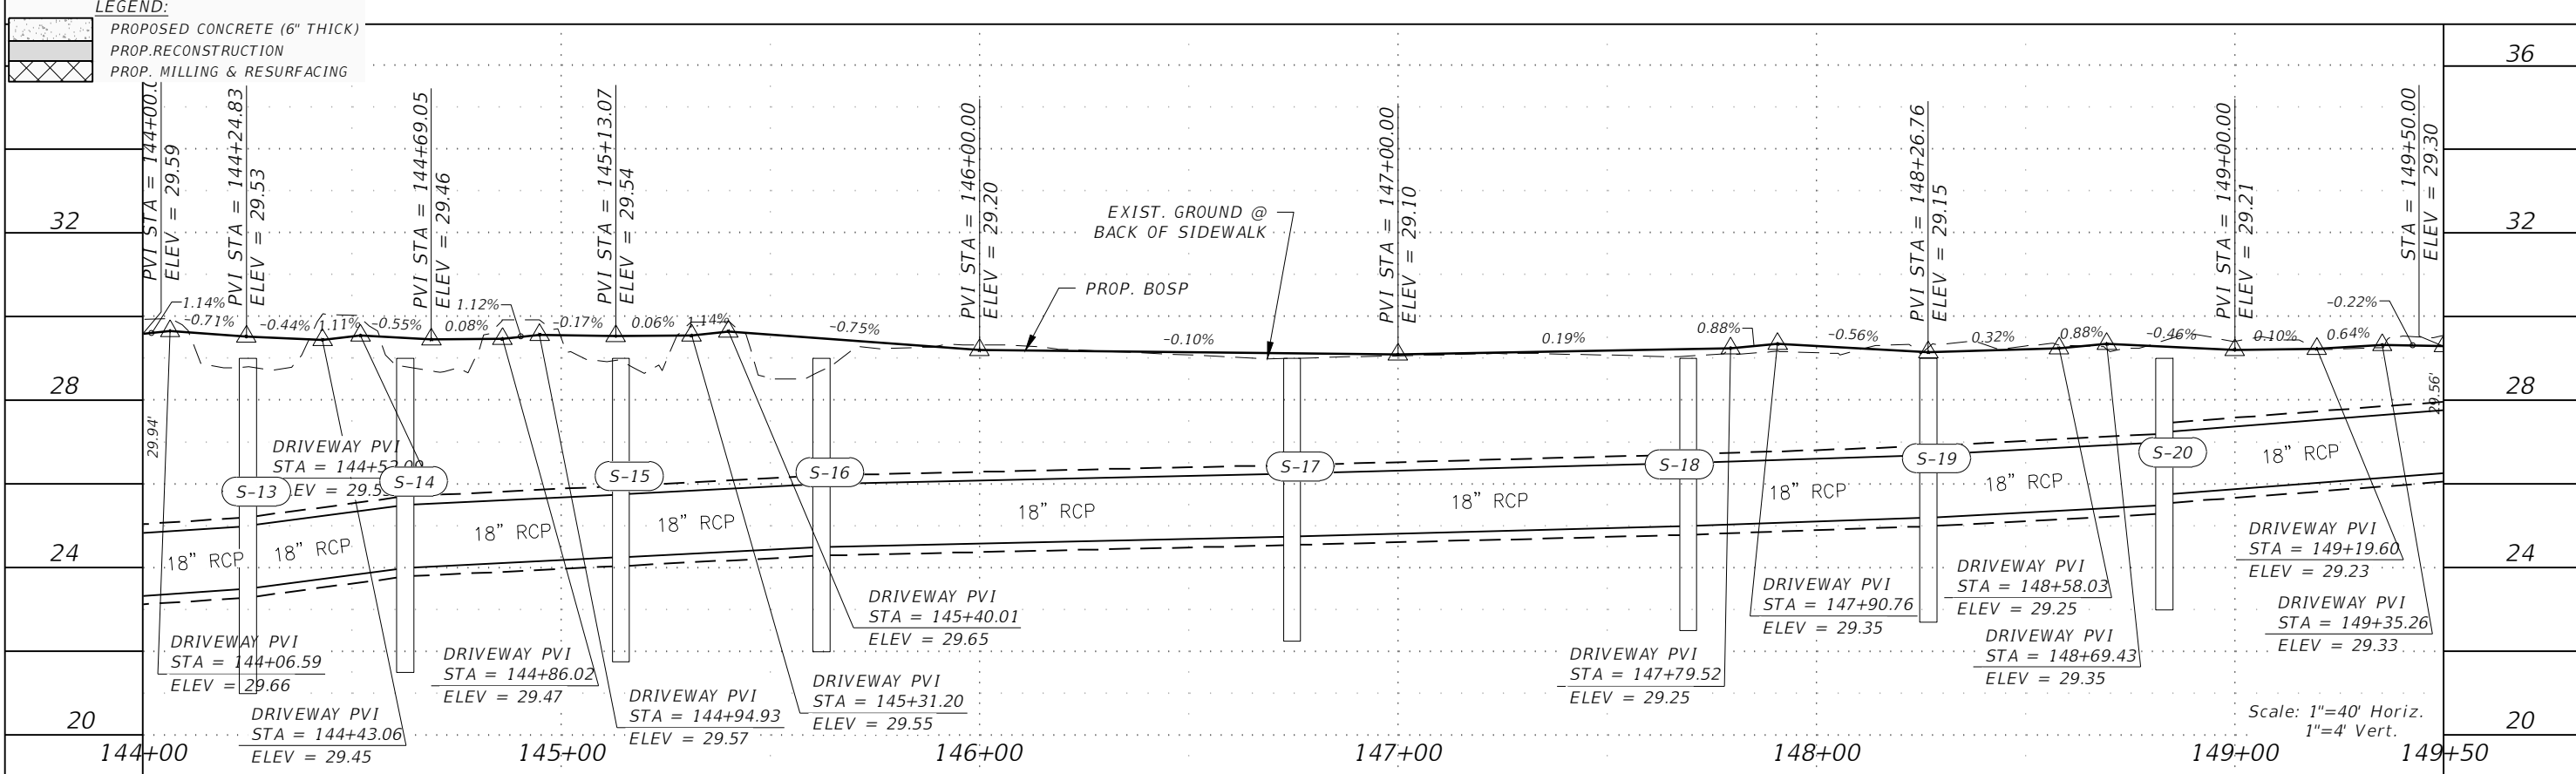 LEGEND:
PROPOSED CONCRETE (6" THICK)
PROP.RECONSTRUCTION
PROP. MILLING & RESURFACING
36
32
28
24
20
PVI STA = 144+00.0
ELEV = 29.59
PVI STA = 144+24.83
ELEV = 29.53
PVI STA = 144+69.05
ELEV = 29.46
PVI STA = 145+13.07
ELEV = 29.54
PVI STA = 146+00.00
ELEV = 29.20
PVI STA = 147+00.00
ELEV = 29.10
PVI STA = 148+26.76
ELEV = 29.15
PVI STA = 149+00.00
ELEV = 29.21
STA = 149+50.00
ELEV = 29.30
EXIST. GROUND @
BACK OF SIDEWALK
PROP. BOSP
1.14%
-0.71%
-0.44%
1.11%
-0.55%
0.08%
1.12%
-0.17%
0.06%
1.14%
-0.75%
-0.10%
0.19%
0.88%
-0.56%
0.32%
0.88%
-0.46%
0.10%
0.64%
-0.22%
29.94'
29.56'
S-13
S-14
S-15
S-16
S-17
S-18
S-19
S-20
18" RCP
18" RCP
18" RCP
18" RCP
18" RCP
18" RCP
18" RCP
18" RCP
18" RCP
DRIVEWAY PVI
STA = 144+52.00
DRIVEWAY PVI
STA = 144+06.59
ELEV = 29.66
DRIVEWAY PVI
STA = 144+43.06
ELEV = 29.45
DRIVEWAY PVI
STA = 144+86.02
ELEV = 29.47
DRIVEWAY PVI
STA = 144+94.93
ELEV = 29.57
DRIVEWAY PVI
STA = 145+31.20
ELEV = 29.55
DRIVEWAY PVI
STA = 145+40.01
ELEV = 29.65
DRIVEWAY PVI
STA = 147+79.52
ELEV = 29.25
DRIVEWAY PVI
STA = 147+90.76
ELEV = 29.35
DRIVEWAY PVI
STA = 148+58.03
ELEV = 29.25
DRIVEWAY PVI
STA = 148+69.43
ELEV = 29.35
DRIVEWAY PVI
STA = 149+19.60
ELEV = 29.23
DRIVEWAY PVI
STA = 149+35.26
ELEV = 29.33
Scale: 1"=40' Horiz.
1"=4' Vert.
32
28
24
20
144+00
145+00
146+00
147+00
148+00
149+00
149+50